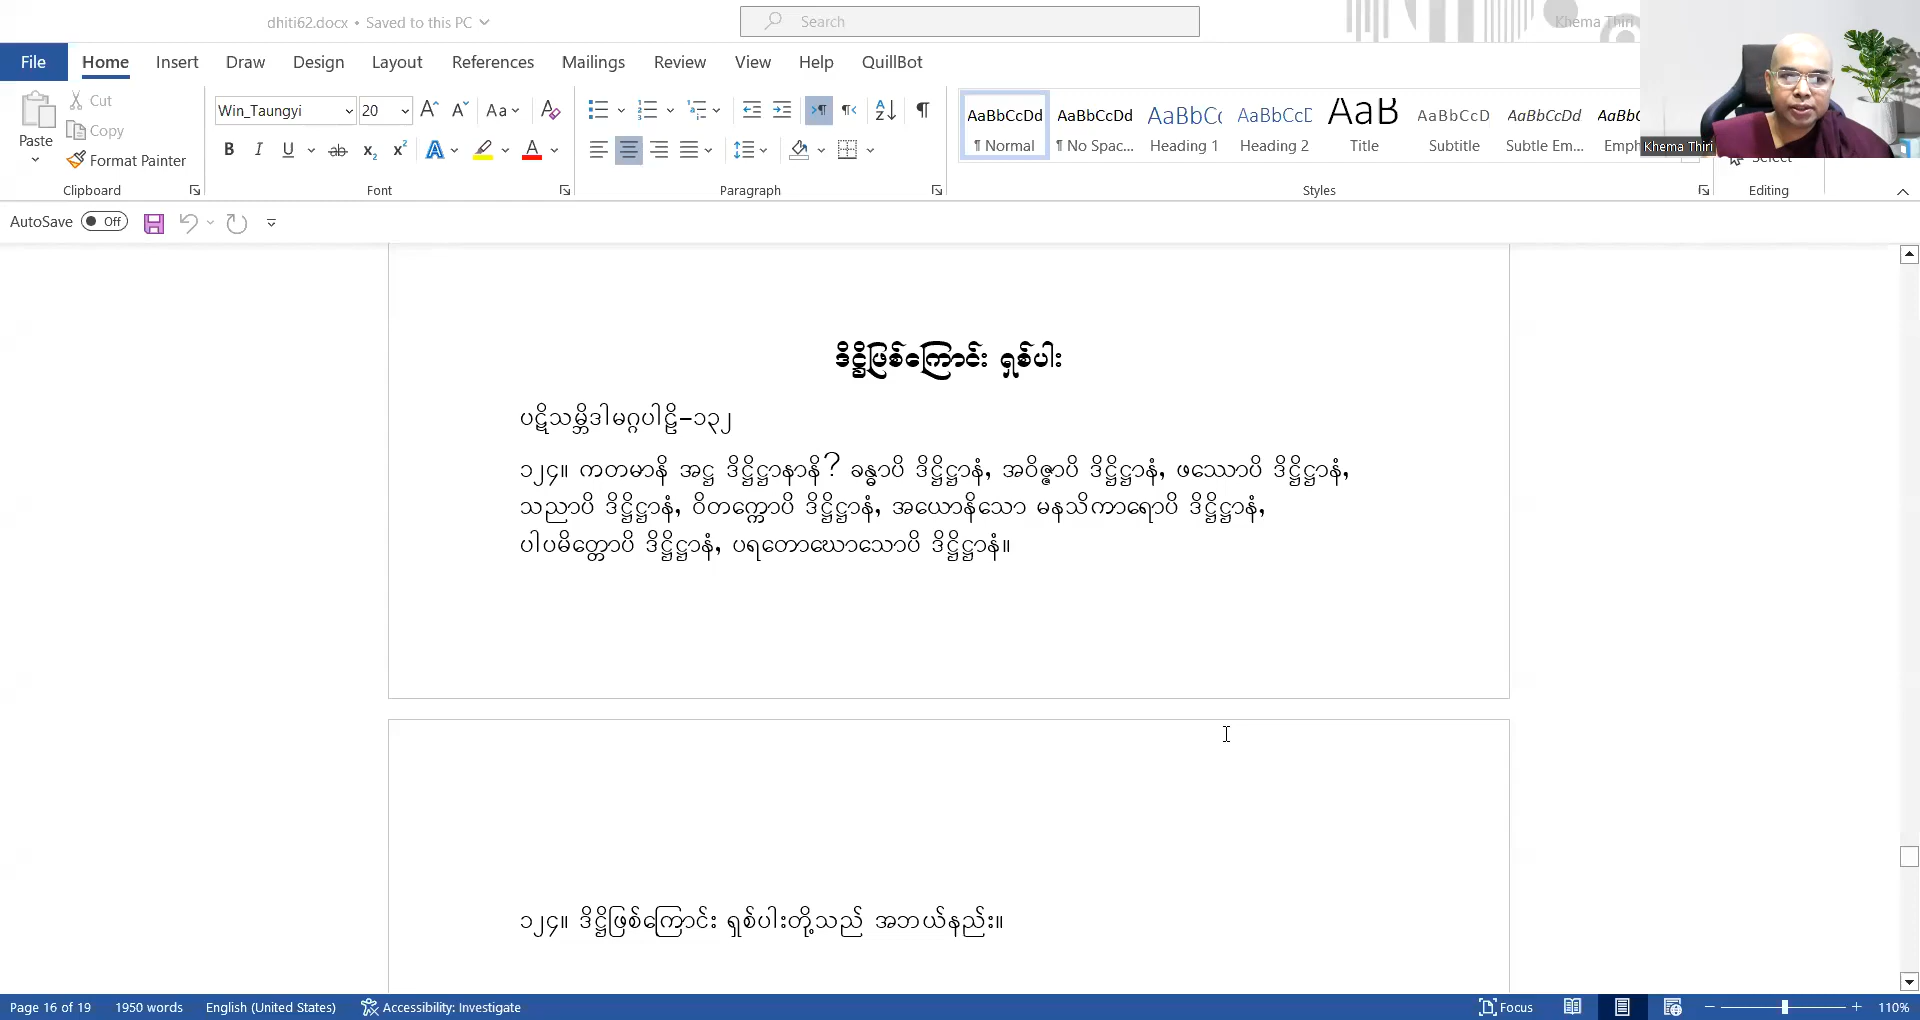 dhiti62.docx • Saved to this PC
Search
Khema Thiri
File Home Insert Draw Design Layout References Mailings Review View Help QuillBot
Paste
Cut
Copy
Format Painter
Clipboard
Win_Taungyi 20
Font
Paragraph
AaBbCcDd AaBbCcDd AaBbCc AaBbCcD AaB AaBbCcD AaBbCcDd AaBbC
¶ Normal ¶ No Spac... Heading 1 Heading 2 Title Subtitle Subtle Em... Emph
Styles
Select
Editing
Khema Thiri
AutoSave Off
ဒိဋ္ဌိဖြစ်ကြောင်း ရှစ်ပါး
ပဋိသမ္ဘိဒါမဂ္ဂပါဠိ–၁၃၂
၁၂၄။ ကတမာနိ အဋ္ဌ ဒိဋ္ဌိဋ္ဌာနာနိ? ခန္ဓာပိ ဒိဋ္ဌိဋ္ဌာနံ, အဝိဇ္ဇာပိ ဒိဋ္ဌိဋ္ဌာနံ, ဖဿောပိ ဒိဋ္ဌိဋ္ဌာနံ,
သညာပိ ဒိဋ္ဌိဋ္ဌာနံ, ဝိတက္ကောပိ ဒိဋ္ဌိဋ္ဌာနံ, အယောနိသော မနသိကာရောပိ ဒိဋ္ဌိဋ္ဌာနံ,
ပါပမိတ္တောပိ ဒိဋ္ဌိဋ္ဌာနံ, ပရတောဃောသောပိ ဒိဋ္ဌိဋ္ဌာနံ။
၁၂၄။ ဒိဋ္ဌိဖြစ်ကြောင်း ရှစ်ပါးတို့သည် အဘယ်နည်း။
Page 16 of 19 1950 words English (United States) Accessibility: Investigate Focus 110%